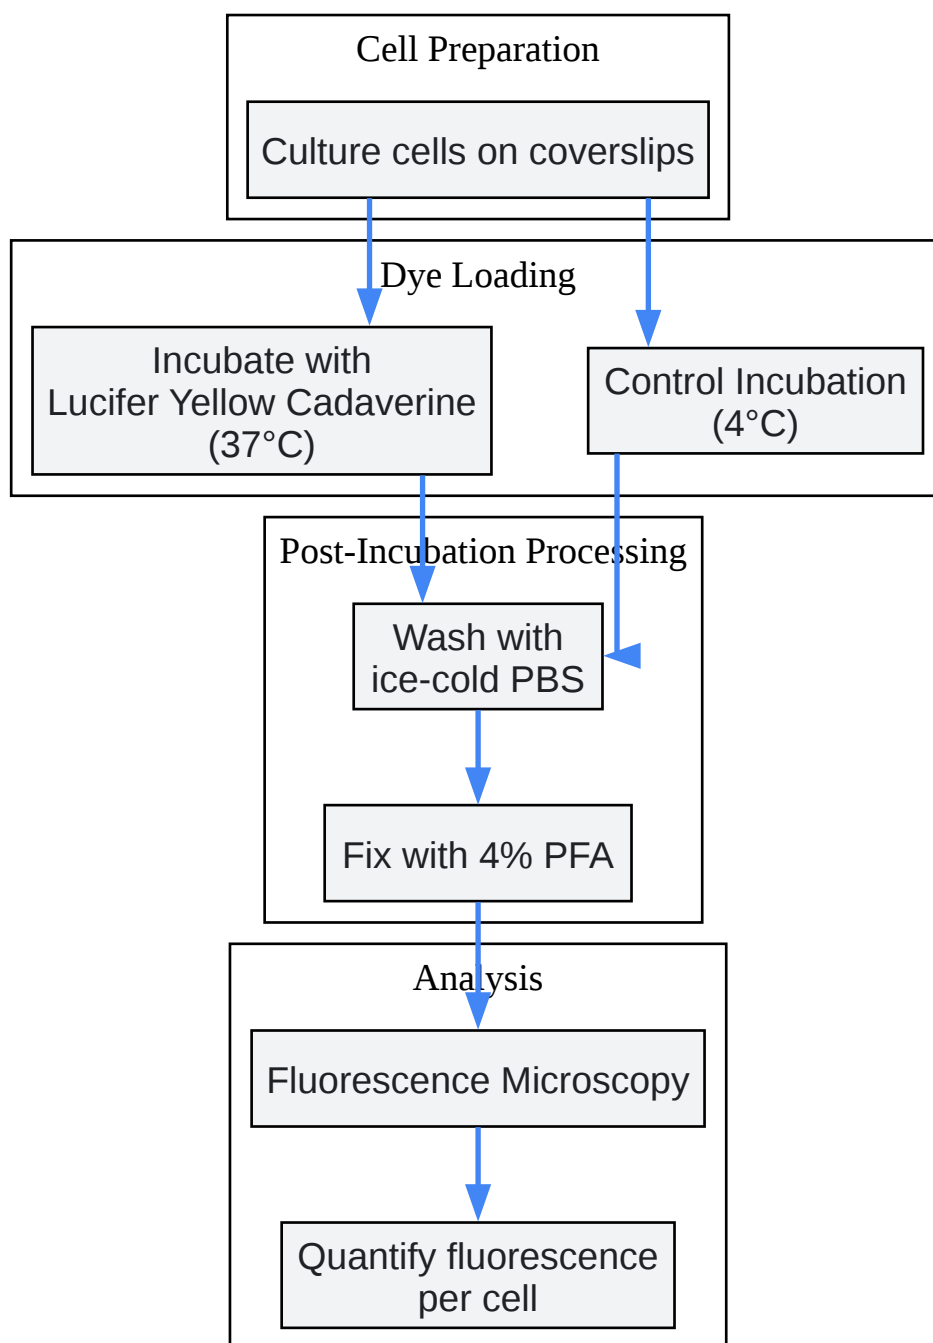 Cell Preparation
Culture cells on coverslips
Dye Loading
Incubate with
Lucifer Yellow Cadaverine
(37°C)
Control Incubation
(4°C)
Post-Incubation Processing
Wash with
ice-cold PBS
Fix with 4% PFA
Analysis
Fluorescence Microscopy
Quantify fluorescence
per cell